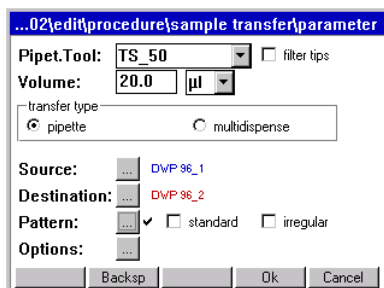 ...02\edit\procedure\sample transfer\parameter
Pipet.Tool: TS_50 filter tips
Volume: 20.0 µl
transfer type
pipette multidispense
Source: ... DWP 96_1
Destination: ... DWP 96_2
Pattern: ... standard irregular
Options: ...
Backsp Ok Cancel